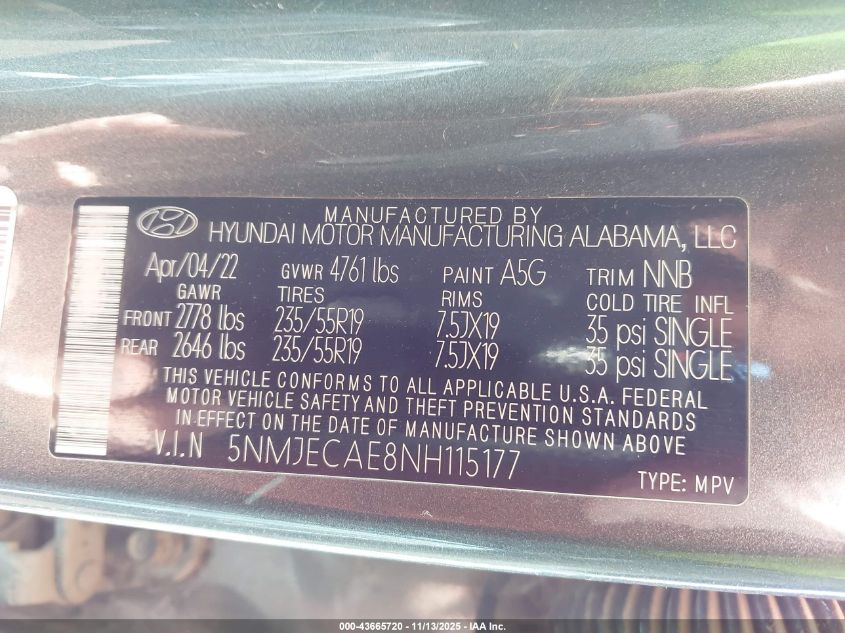 MANUFACTURED BY
HYUNDAI MOTOR MANUFACTURING ALABAMA, LLC
Apr/04/22 GVWR 4761 lbs PAINT A5G TRIM NNB
GAWR TIRES RIMS COLD TIRE INFL
FRONT 2778 lbs 235/55R19 7.5JX19 35 psi SINGLE
REAR 2646 lbs 235/55R19 7.5JX19 35 psi SINGLE
THIS VEHICLE CONFORMS TO ALL APPLICABLE U.S.A. FEDERAL
MOTOR VEHICLE SAFETY AND THEFT PREVENTION STANDARDS
IN EFFECT ON THE DATE OF MANUFACTURE SHOWN ABOVE
V.I.N 5NMJECAE8NH115177
TYPE: MPV
000-43665720 - 11/13/2025 - IAA Inc.